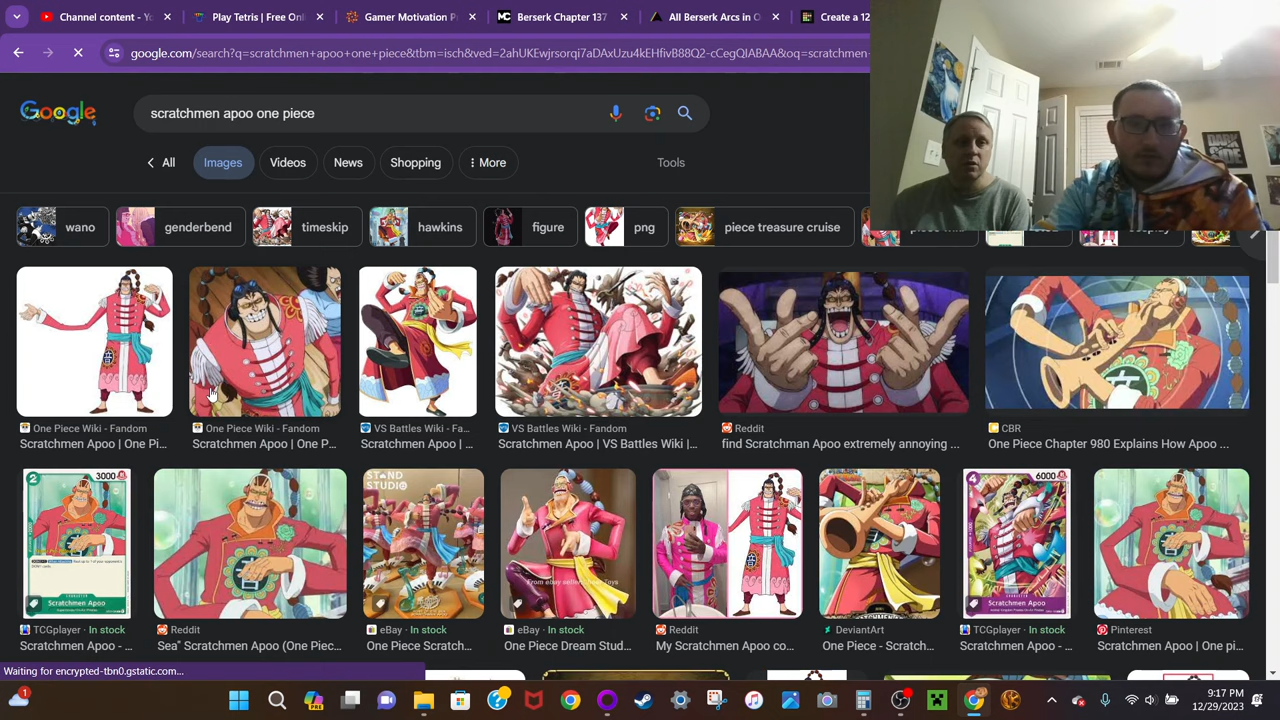 Channel content - Yo
Play Tetris | Free Onl
Gamer Motivation P
Berserk Chapter 137
All Berserk Arcs in O
Create a 12
google.com/search?q=scratchmen+apoo+one+piece&tbm=isch&ved=2ahUKEwjrsorqi7aDAxUzu4kEHfivB88Q2-cCegQIABAA&oq=scratchmen-
Google
scratchmen apoo one piece
All
Images
Videos
News
Shopping
More
Tools
DARK SIDE
wano
genderbend
timeskip
hawkins
figure
png
piece treasure cruise
One Piece Wiki - Fandom
Scratchmen Apoo | One Pi...
One Piece Wiki - Fandom
Scratchmen Apoo | One P...
VS Battles Wiki - Fa...
Scratchmen Apoo | ...
VS Battles Wiki - Fandom
Scratchmen Apoo | VS Battles Wiki |...
Reddit
find Scratchman Apoo extremely annoying ...
CBR
One Piece Chapter 980 Explains How Apoo ...
2
3000
Scratchmen Apoo
STAND
STUDIO
4
6000
Scratchmen Apoo
TCGplayer · In stock
Scratchmen Apoo - ...
Reddit
Sea" Scratchmen Apoo (One Piec...
eBay · In stock
One Piece Scratch...
eBay · In stock
One Piece Dream Stud...
Reddit
My Scratchmen Apoo co...
DeviantArt
One Piece - Scratch...
TCGplayer · In stock
Scratchmen Apoo - ...
Pinterest
Scratchmen Apoo | One pi...
Waiting for encrypted-tbn0.gstatic.com...
1
PRE
9:17 PM
12/29/2023